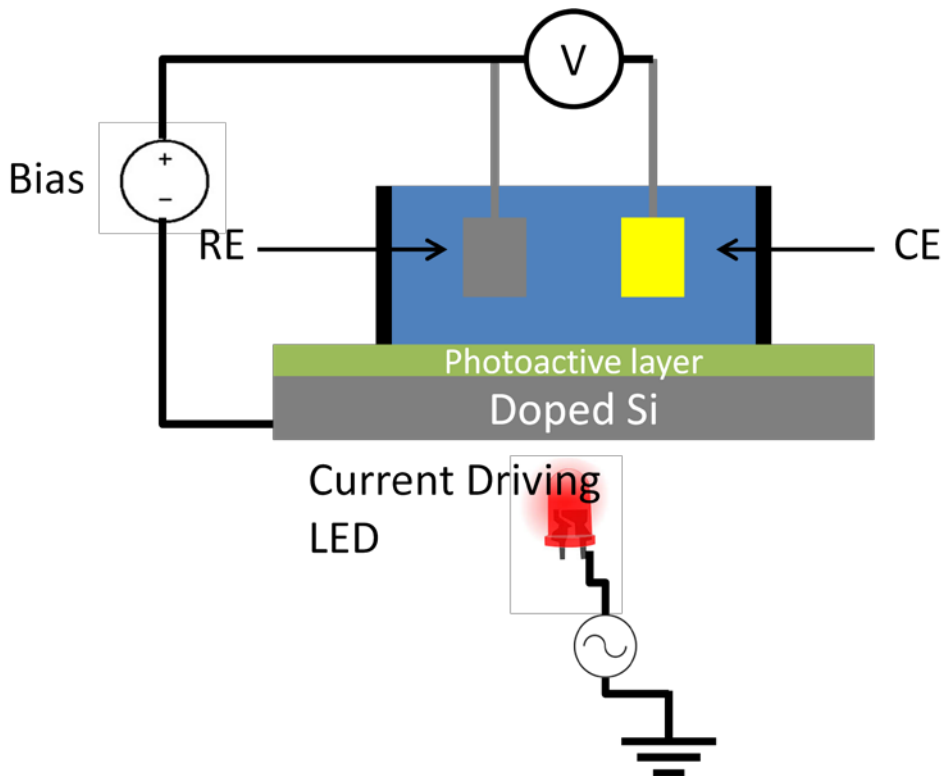 V
+
Bias
−
RE
CE
Photoactive layer
Doped Si
Current Driving
LED